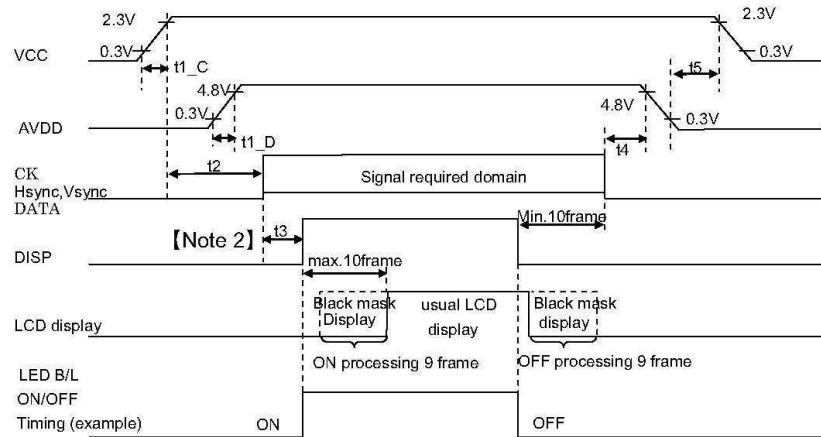 2.3V
2.3V
VCC
0.3V
t1_C
t5
0.3V
4.8V
4.8V
AVDD
0.3V
t1_D
0.3V
t4
t2
CK
Hsync,Vsync
DATA
Signal required domain
【Note 2】
t3
Min.10frame
DISP
max.10frame
LCD display
Black mask
Display
usual LCD
display
Black mask
display
ON processing 9 frame
OFF processing 9 frame
LED B/L
ON/OFF
Timing (example)
ON
OFF